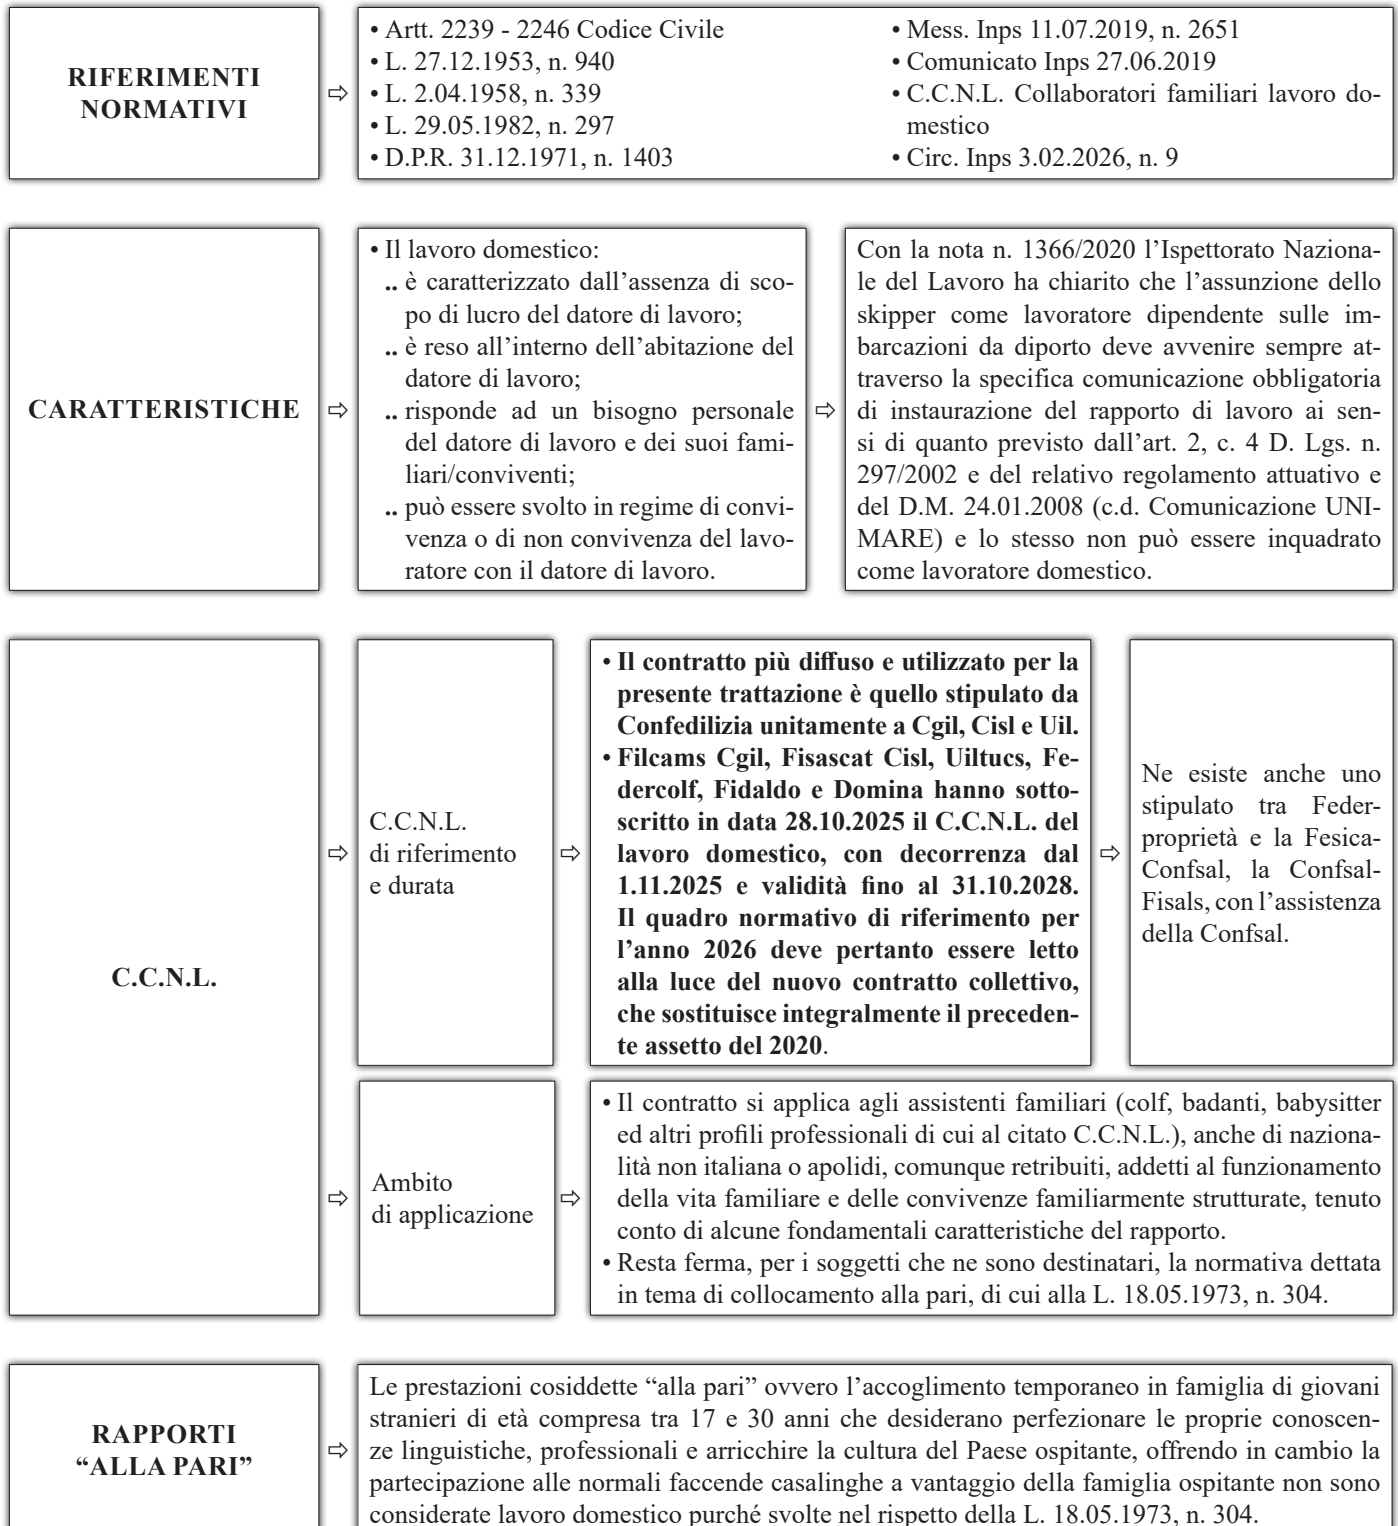 RIFERIMENTI
NORMATIVI
⇨
• Artt. 2239 - 2246 Codice Civile
• L. 27.12.1953, n. 940
• L. 2.04.1958, n. 339
• L. 29.05.1982, n. 297
• D.P.R. 31.12.1971, n. 1403
• Mess. Inps 11.07.2019, n. 2651
• Comunicato Inps 27.06.2019
• C.C.N.L. Collaboratori familiari lavoro do-
mestico
• Circ. Inps 3.02.2026, n. 9
CARATTERISTICHE
⇨
• Il lavoro domestico:
.. è caratterizzato dall’assenza di sco-
po di lucro del datore di lavoro;
.. è reso all’interno dell’abitazione del
datore di lavoro;
.. risponde ad un bisogno personale
del datore di lavoro e dei suoi fami-
liari/conviventi;
.. può essere svolto in regime di convi-
venza o di non convivenza del lavo-
ratore con il datore di lavoro.
⇨
Con la nota n. 1366/2020 l’Ispettorato Naziona-
le del Lavoro ha chiarito che l’assunzione dello
skipper come lavoratore dipendente sulle im-
barcazioni da diporto deve avvenire sempre at-
traverso la specifica comunicazione obbligatoria
di instaurazione del rapporto di lavoro ai sen-
si di quanto previsto dall’art. 2, c. 4 D. Lgs. n.
297/2002 e del relativo regolamento attuativo e
del D.M. 24.01.2008 (c.d. Comunicazione UNI-
MARE) e lo stesso non può essere inquadrato
come lavoratore domestico.
C.C.N.L.
⇨
C.C.N.L.
di riferimento
e durata
⇨
• Il contratto più diffuso e utilizzato per la
presente trattazione è quello stipulato da
Confedilizia unitamente a Cgil, Cisl e Uil.
• Filcams Cgil, Fisascat Cisl, Uiltucs, Fe-
dercolf, Fidaldo e Domina hanno sotto-
scritto in data 28.10.2025 il C.C.N.L. del
lavoro domestico, con decorrenza dal
1.11.2025 e validità fino al 31.10.2028.
Il quadro normativo di riferimento per
l’anno 2026 deve pertanto essere letto
alla luce del nuovo contratto collettivo,
che sostituisce integralmente il preceden-
te assetto del 2020.
⇨
Ne esiste anche uno
stipulato tra Feder-
proprietà e la Fesica-
Confsal, la Confsal-
Fisals, con l’assistenza
della Confsal.
⇨
Ambito
di applicazione
⇨
• Il contratto si applica agli assistenti familiari (colf, badanti, babysitter
ed altri profili professionali di cui al citato C.C.N.L.), anche di naziona-
lità non italiana o apolidi, comunque retribuiti, addetti al funzionamento
della vita familiare e delle convivenze familiarmente strutturate, tenuto
conto di alcune fondamentali caratteristiche del rapporto.
• Resta ferma, per i soggetti che ne sono destinatari, la normativa dettata
in tema di collocamento alla pari, di cui alla L. 18.05.1973, n. 304.
RAPPORTI
“ALLA PARI”
⇨
Le prestazioni cosiddette “alla pari” ovvero l’accoglimento temporaneo in famiglia di giovani
stranieri di età compresa tra 17 e 30 anni che desiderano perfezionare le proprie conoscen-
ze linguistiche, professionali e arricchire la cultura del Paese ospitante, offrendo in cambio la
partecipazione alle normali faccende casalinghe a vantaggio della famiglia ospitante non sono
considerate lavoro domestico purché svolte nel rispetto della L. 18.05.1973, n. 304.